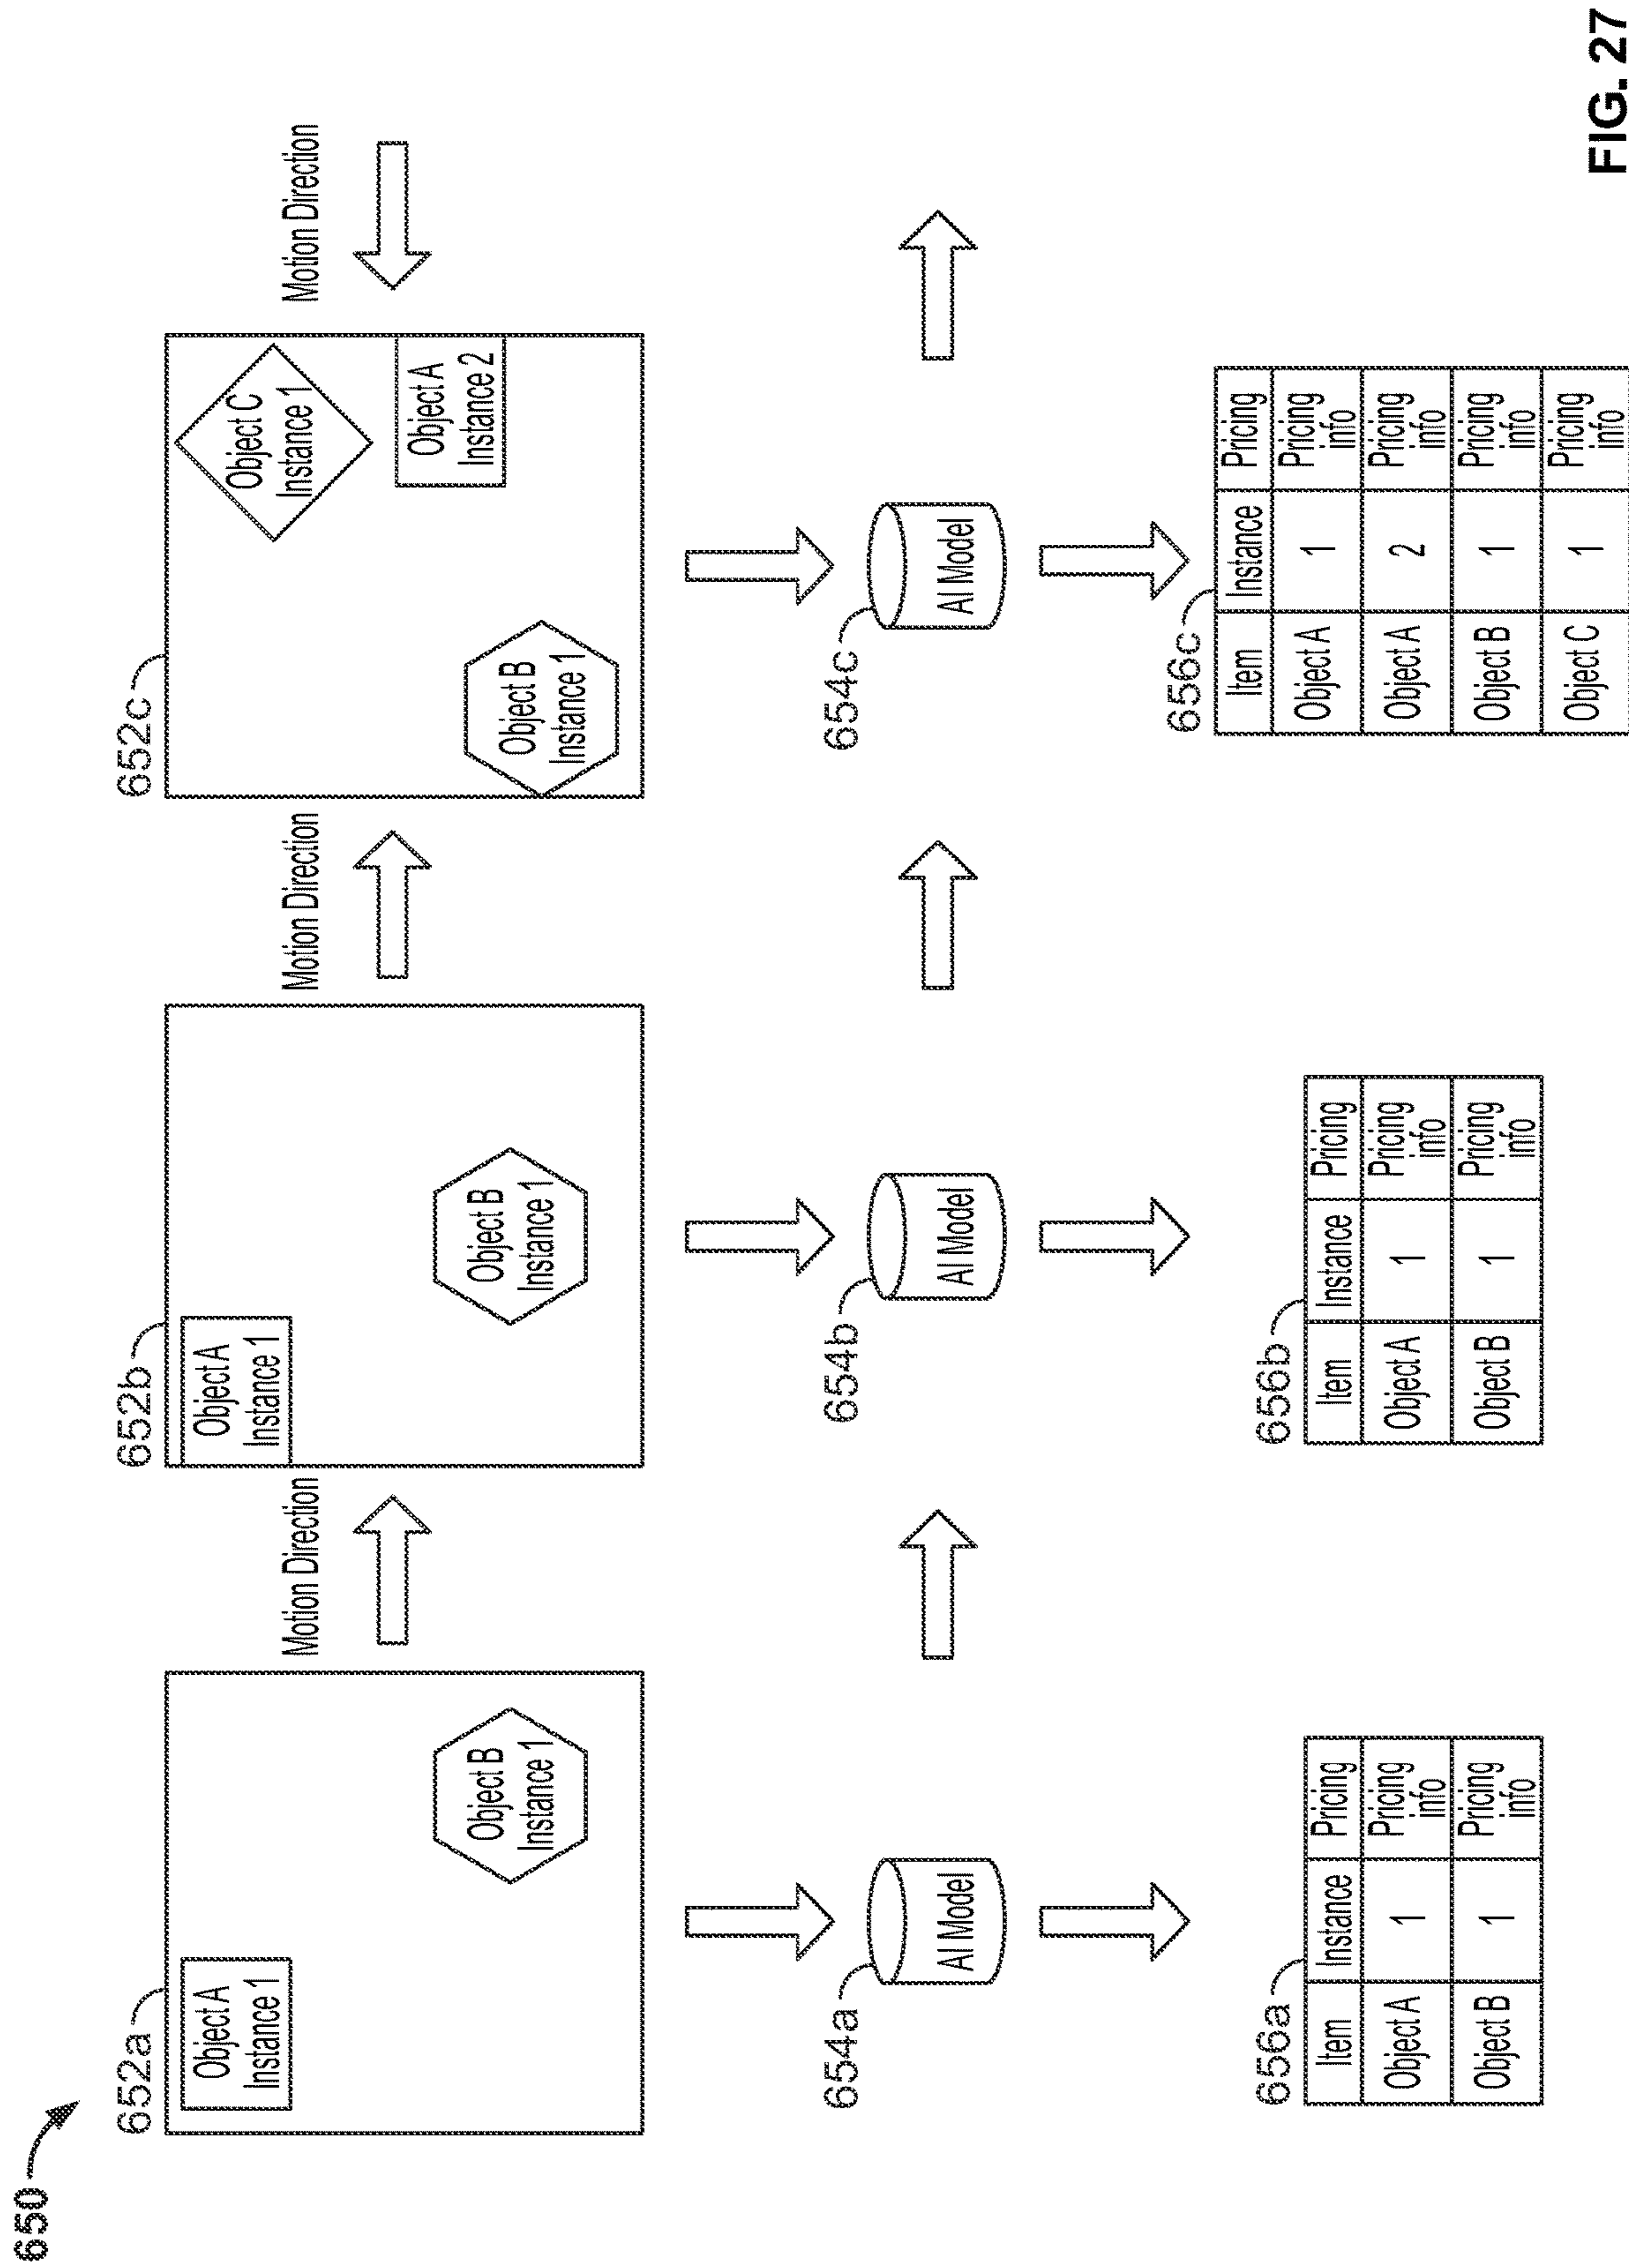 650
652a
Object A
Instance 1
Object B
Instance 1
Motion Direction
652b
Object A
Instance 1
Object B
Instance 1
Motion Direction
652c
Object C
Instance 1
Object A
Instance 2
Object B
Instance 1
Motion Direction
654a
AI Model
654b
AI Model
654c
AI Model
656a
Item Instance Pricing
Object A 1 Pricing
info
Object B 1 Pricing
info
656b
Item Instance Pricing
Object A 1 Pricing
info
Object B 1 Pricing
info
656c
Item Instance Pricing
Object A 1 Pricing
info
Object A 2 Pricing
info
Object B 1 Pricing
info
Object C 1 Pricing
info
FIG. 27